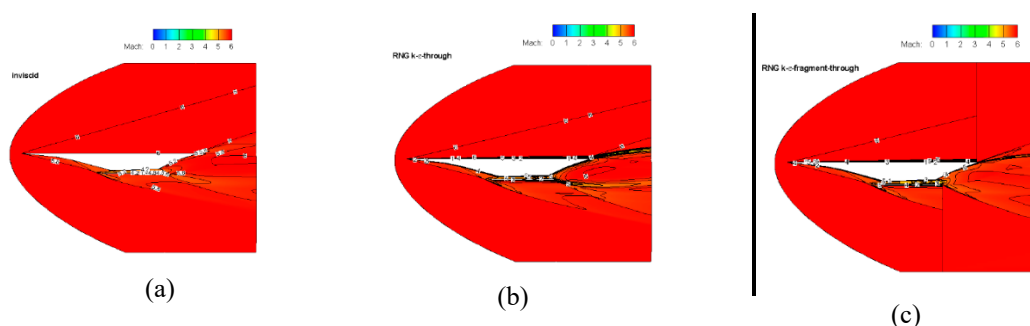 Mach: 0 1 2 3 4 5 6
inviscid
(a)
Mach: 0 1 2 3 4 5 6
RNG k-ε-through
(b)
Mach: 0 1 2 3 4 5 6
RNG k-ε-fragment-through
(c)